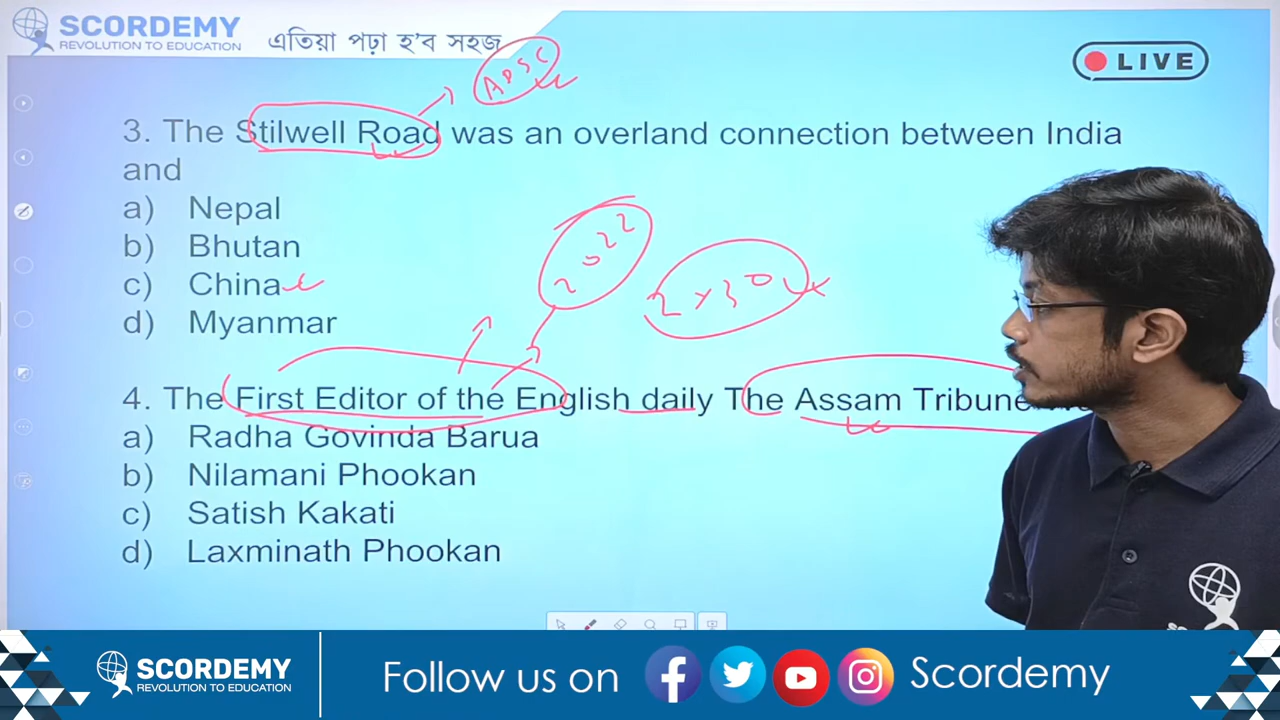 SCORDEMY
REVOLUTION TO EDUCATION
এতিয়া পঢ়া হ'ব সহজ
LIVE
APSC
3. The Stilwell Road was an overland connection between India
and
a) Nepal
b) Bhutan
c) China
d) Myanmar
2022
2x30
4. The First Editor of the English daily The Assam Tribune
a) Radha Govinda Barua
b) Nilamani Phookan
c) Satish Kakati
d) Laxminath Phookan
SCORDEMY
REVOLUTION TO EDUCATION
Follow us on
Scordemy